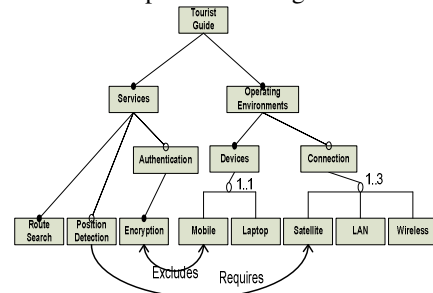 Tourist
Guide
Services
Operating
Environments
Authentication
Devices
Connection
1..1
1..3
Route
Search
Position
Detection
Encryption
Mobile
Laptop
Satellite
LAN
Wireless
Excludes
Requires